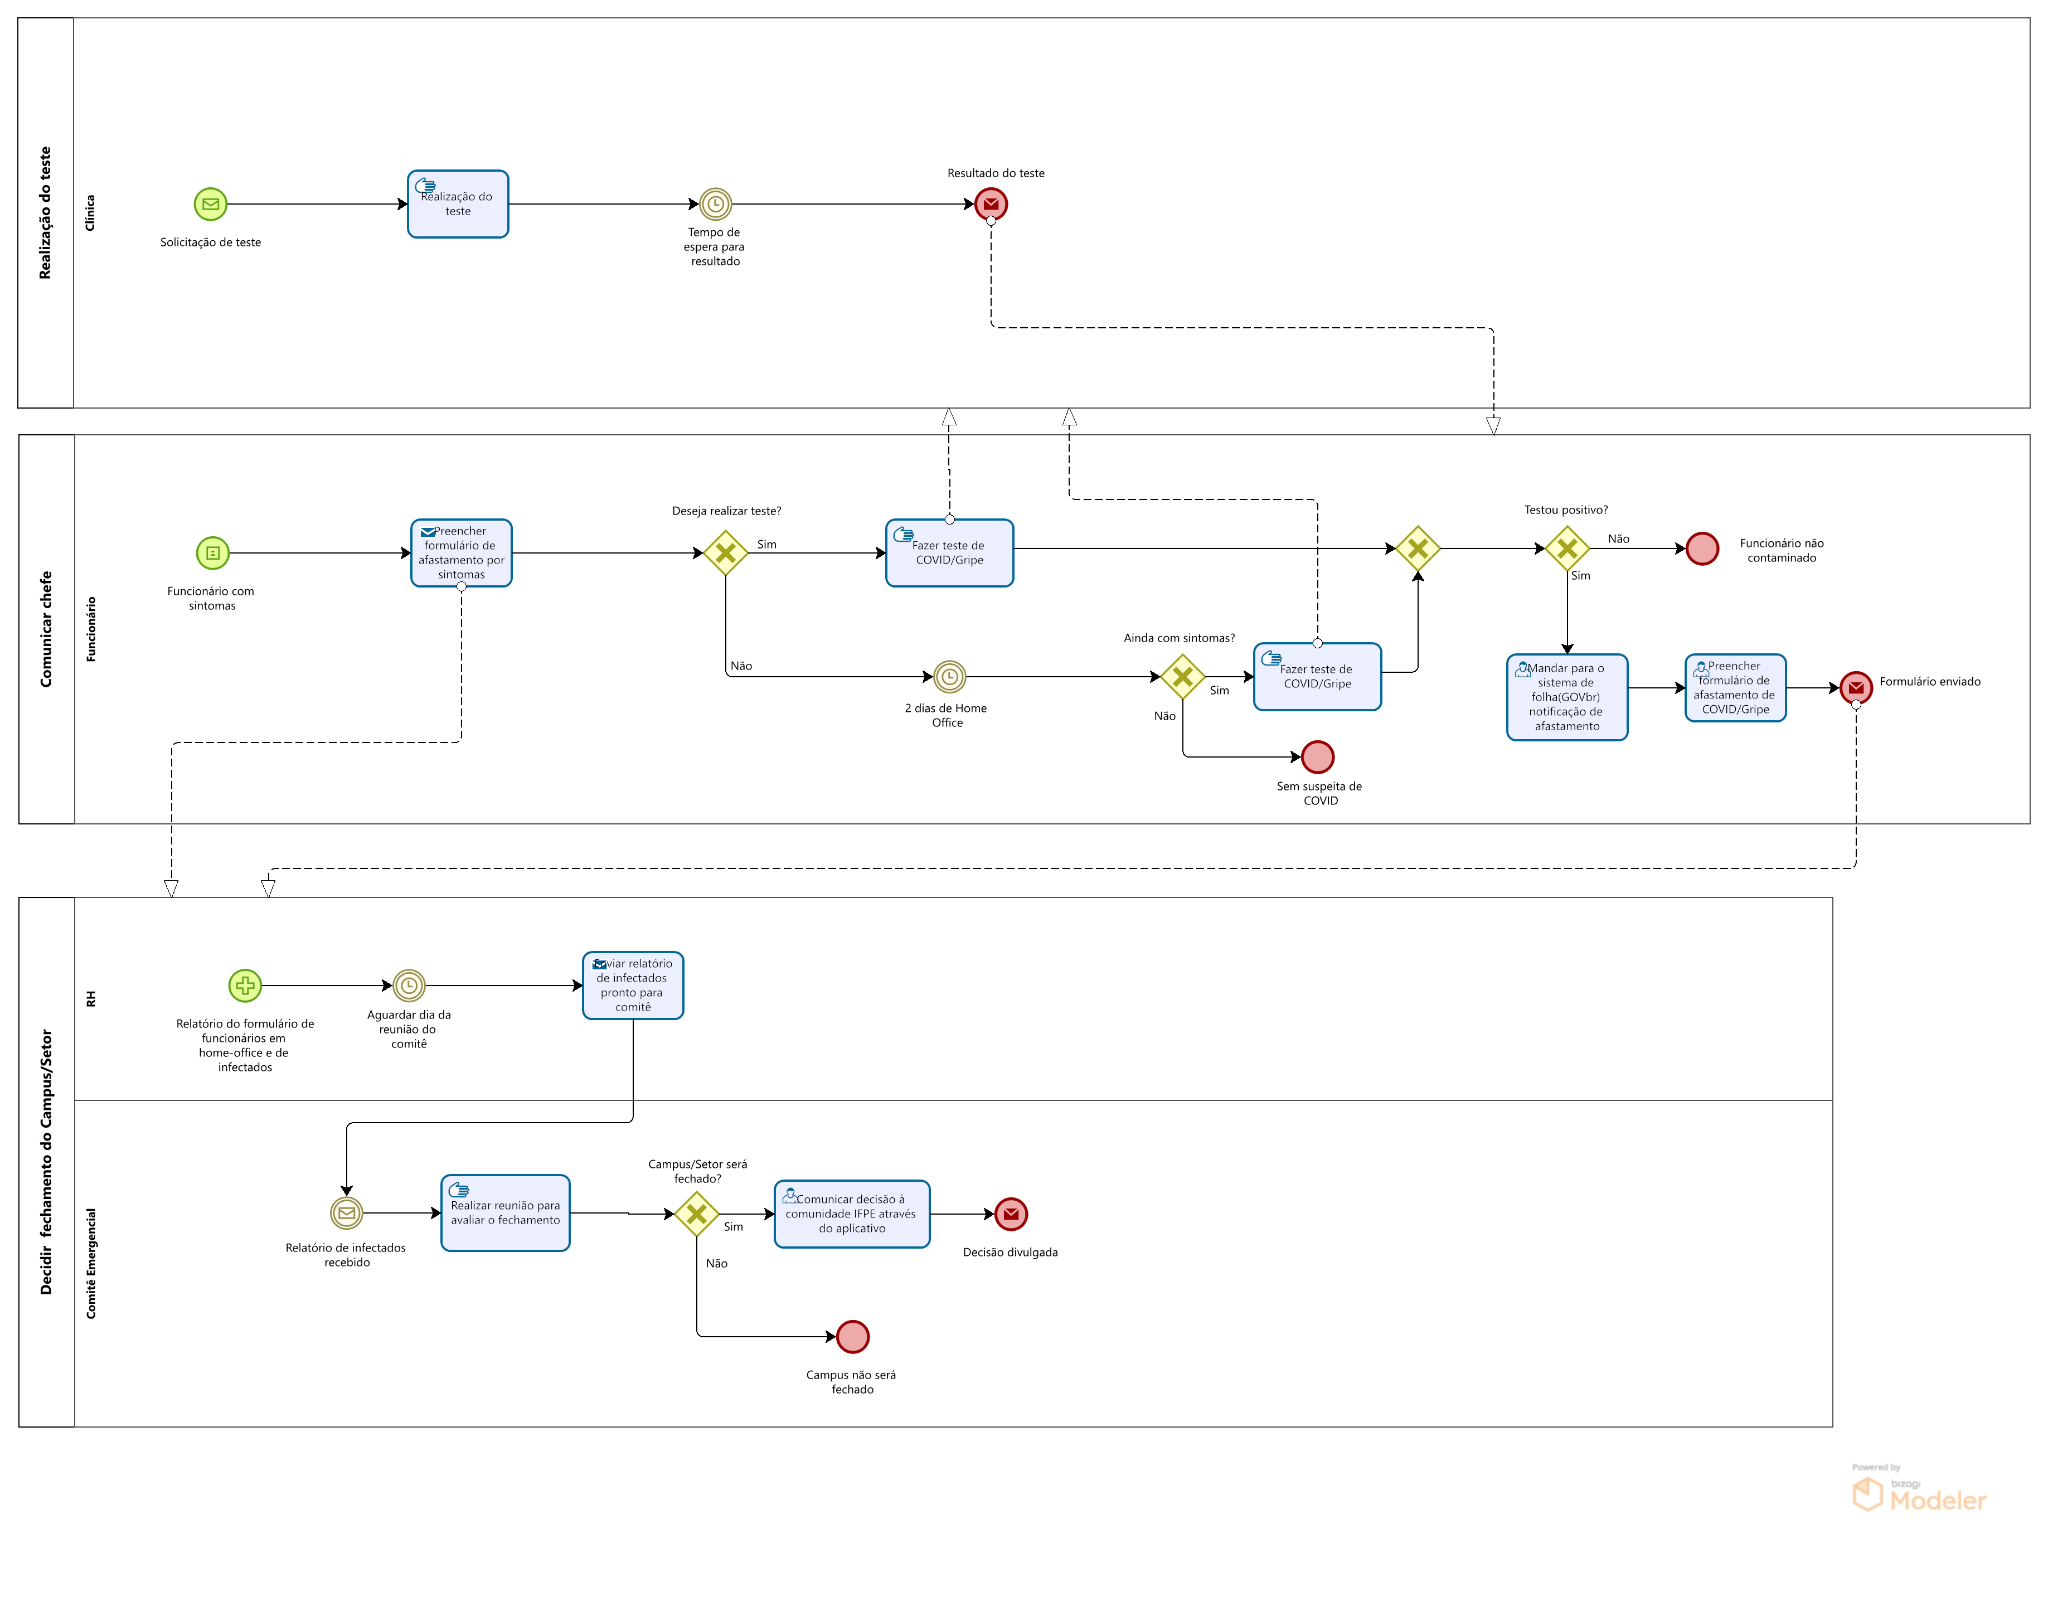 Realização do teste
Clínica
Solicitação de teste
Realização do
teste
Tempo de
espera para
resultado
Resultado do teste
Comunicar chefe
Funcionário
Funcionário com
sintomas
Preencher
formulário de
afastamento por
sintomas
Deseja realizar teste?
Sim
Não
Fazer teste de
COVID/Gripe
2 dias de Home
Office
Ainda com sintomas?
Sim
Não
Fazer teste de
COVID/Gripe
Sem suspeita de
COVID
Testou positivo?
Não
Sim
Funcionário não
contaminado
Mandar para o
sistema de
folha(GOVbr)
notificação de
afastamento
Preencher
formulário de
afastamento de
COVID/Gripe
Formulário enviado
Decidir fechamento do Campus/Setor
RH
Relatório do formulário de
funcionários em
home-office e de
infectados
Aguardar dia da
reunião do
comitê
Enviar relatório
de infectados
pronto para
comitê
Comitê Emergencial
Relatório de infectados
recebido
Realizar reunião para
avaliar o fechamento
Campus/Setor será
fechado?
Sim
Não
Comunicar decisão à
comunidade IFPE através
do aplicativo
Decisão divulgada
Campus não será
fechado
Powered by
bizagi
Modeler